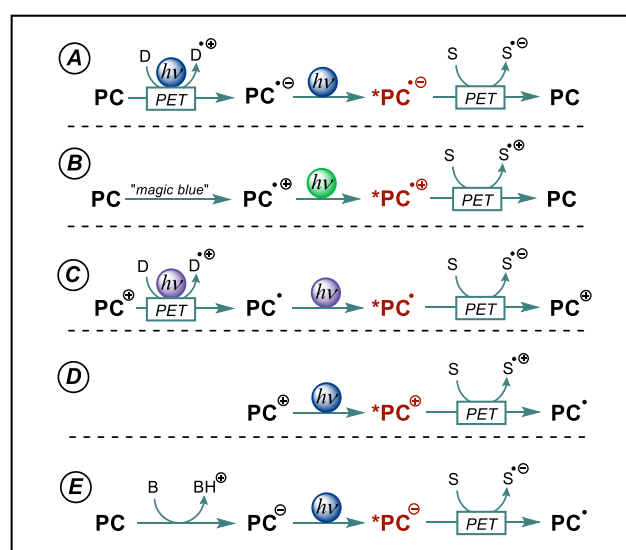 A
D hν D•⊕ S S•⊖
PC PET PC•⊖ hν *PC•⊖ PET PC
B
S S•⊕
PC "magic blue" PC•⊕ hν *PC•⊕ PET PC
C
D hν D•⊕ S S•⊖
PC⊕ PET PC• hν *PC• PET PC⊕
D
S S•⊕
PC⊕ hν *PC⊕ PET PC•
E
B BH⊕ S S•⊖
PC PC⊖ hν *PC⊖ PET PC•